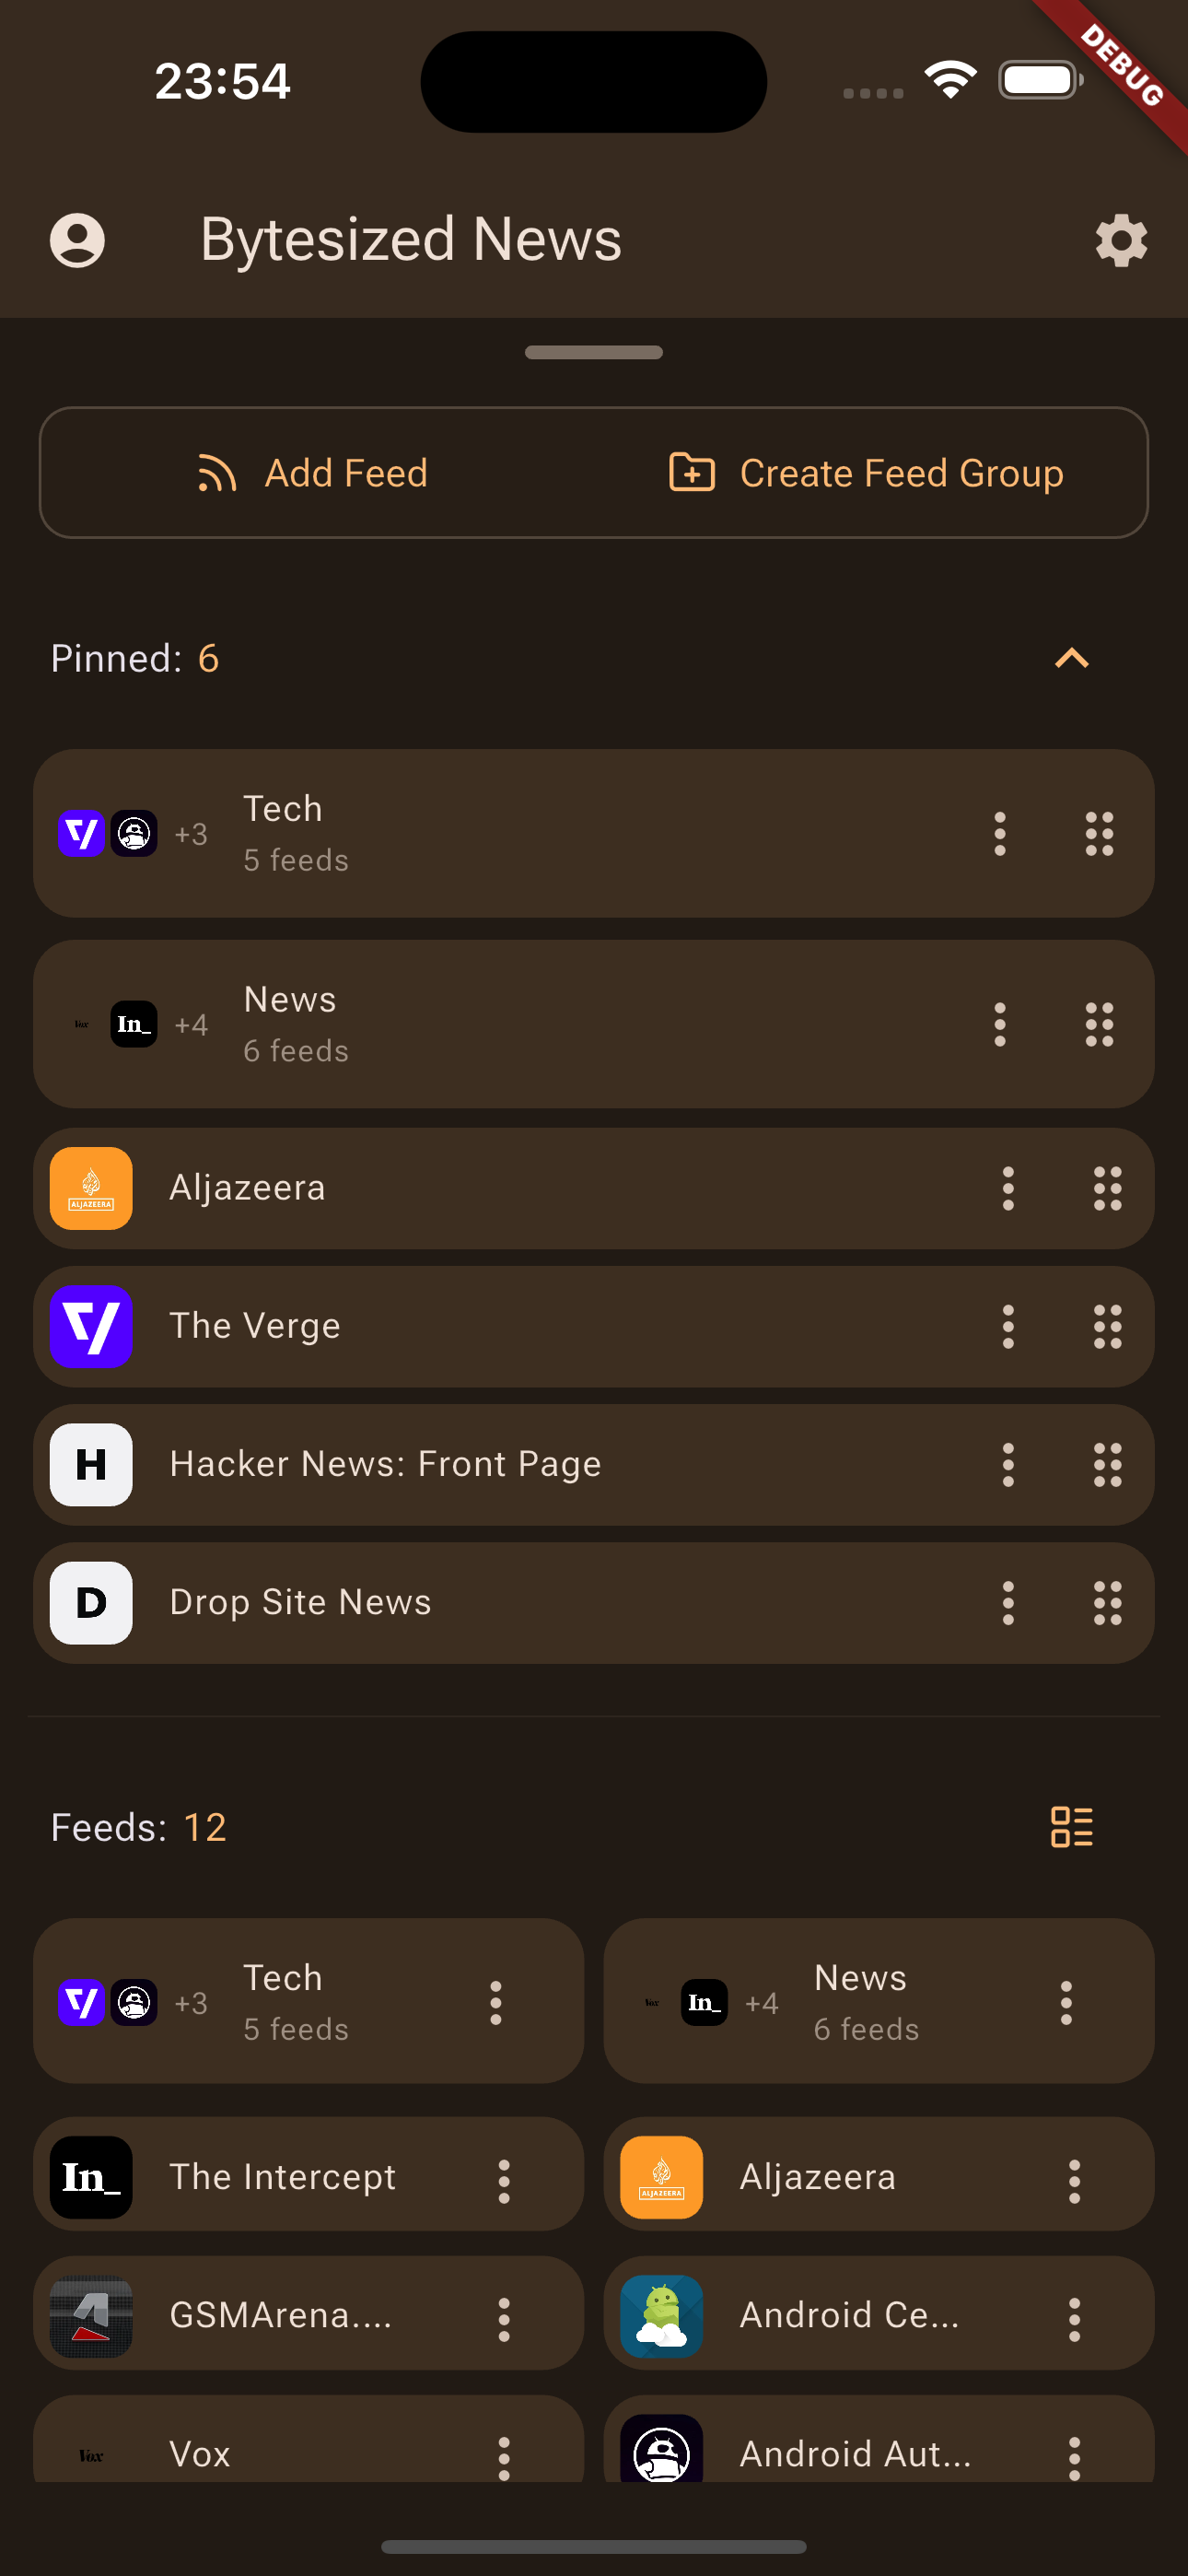 23:54
DEBUG
Bytesized News
Add Feed
Create Feed Group
Pinned: 6
+3
Tech
5 feeds
Vox
In_
+4
News
6 feeds
ALJAZEERA
Aljazeera
The Verge
H
Hacker News: Front Page
D
Drop Site News
Feeds: 12
+3
Tech
5 feeds
Vox
In_
+4
News
6 feeds
In_
The Intercept
ALJAZEERA
Aljazeera
GSMArena....
Android Ce...
Vox
Vox
Android Aut...